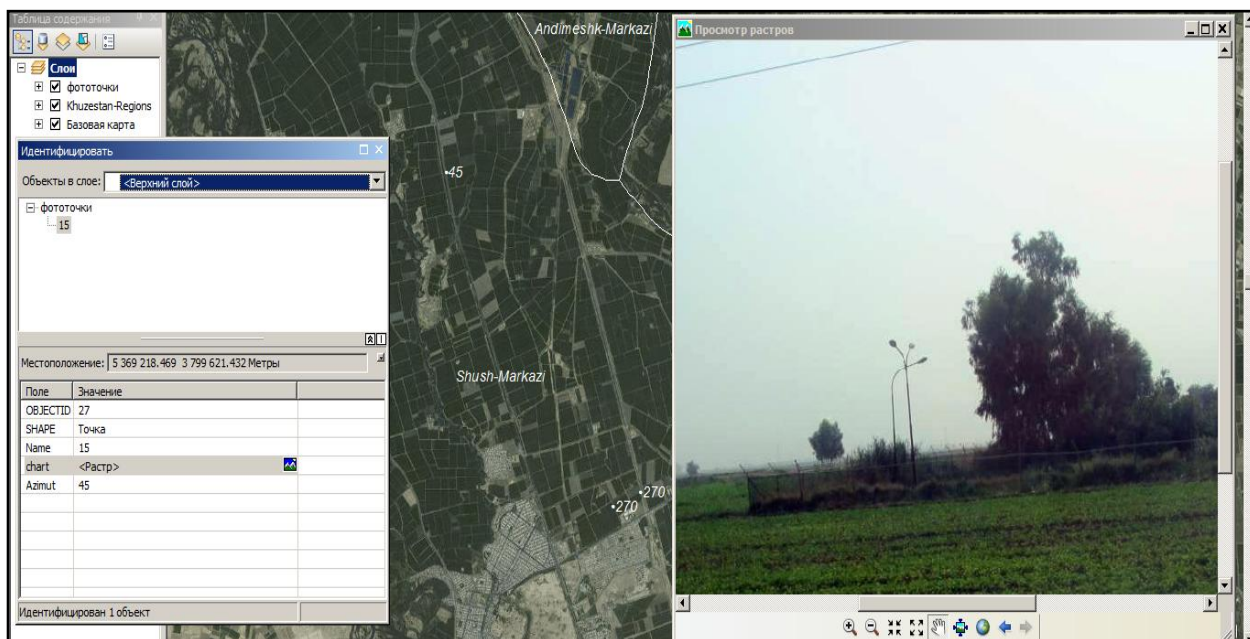 Таблица содержания
Слои
фототочки
Khuzestan-Regions
Базовая карта
Идентифицировать
Объекты в слое: <Верхний слой>
фототочки
15
Местоположение: 5 369 218.469 3 799 621.432 Метры
Поле Значение
OBJECTID 27
SHAPE Точка
Name 15
chart <Растр>
Azimut 45
Идентифицирован 1 объект
Andimeshk-Markazi
45
Shush-Markazi
270
270
Просмотр растров